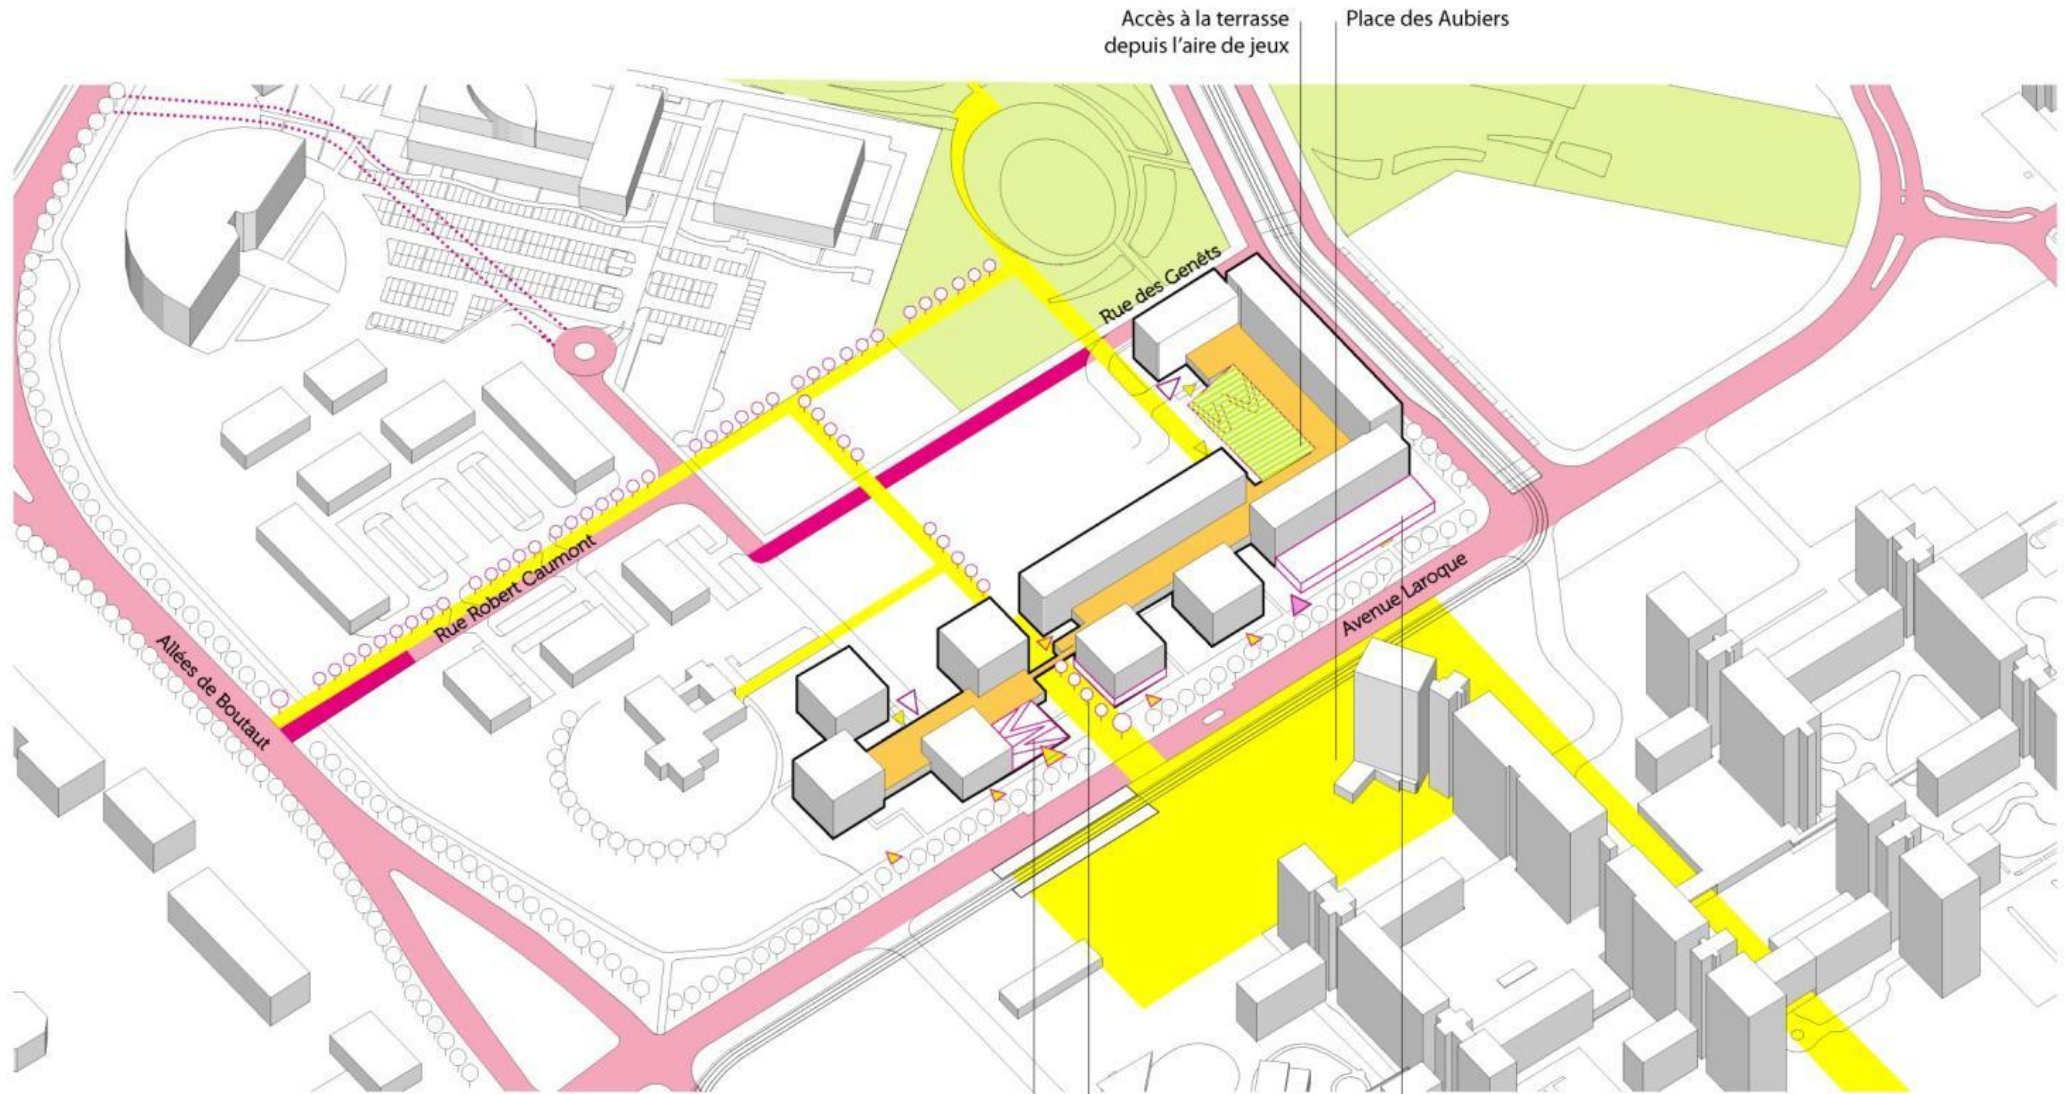 Accès à la terrasse
depuis l'aire de jeux
Place des Aubiers
Rue des Genêts
Rue Robert Caumont
Allées de Boutaut
Avenue Laroque